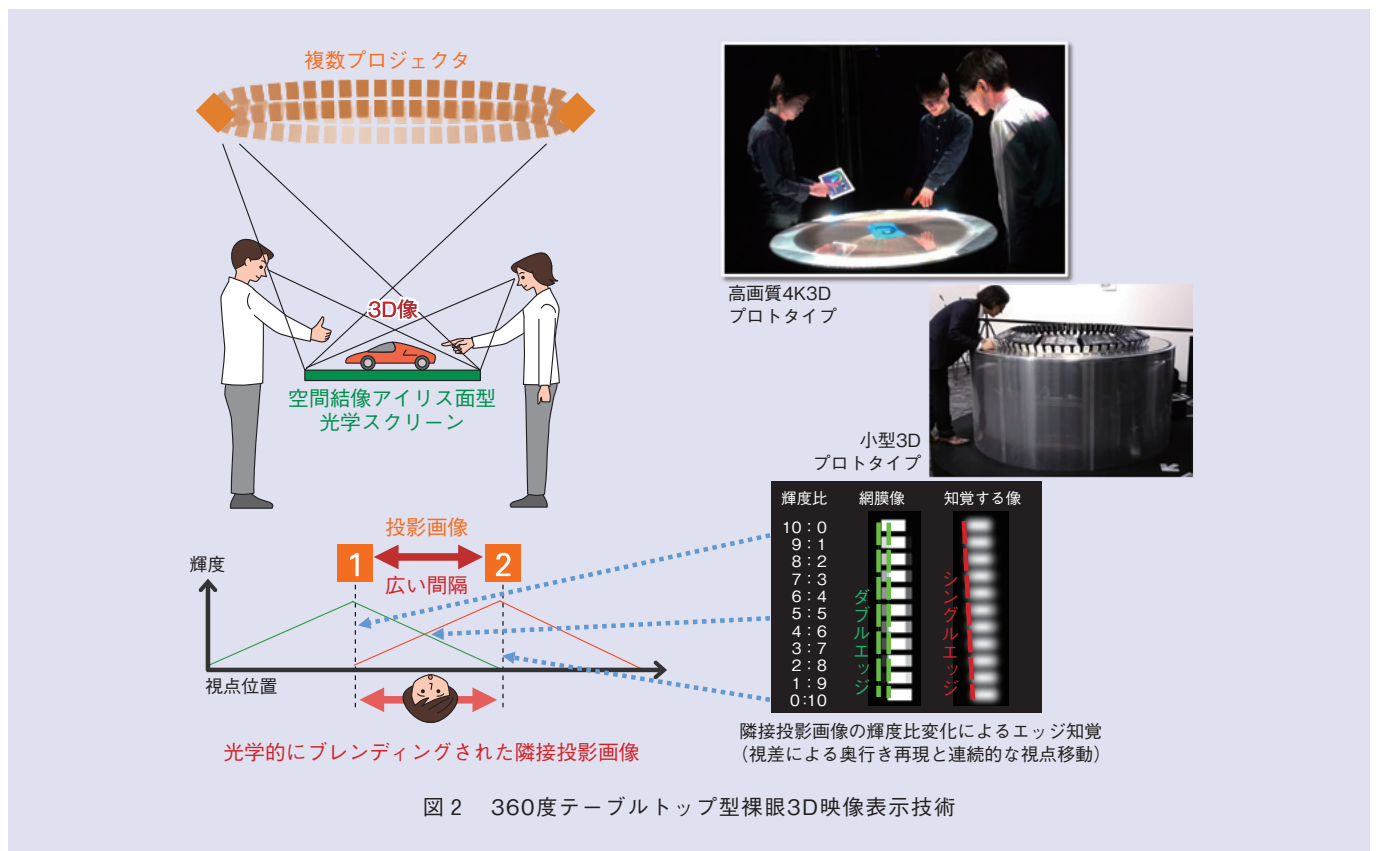 複数プロジェクタ
3D像
空間結像アイリス面型
光学スクリーン
高画質4K3D
プロトタイプ
小型3D
プロトタイプ
投影画像
1
2
広い間隔
輝度
視点位置
光学的にブレンディングされた隣接投影画像
輝度比 網膜像 知覚する像
10:0
9:1
8:2
7:3
6:4
5:5
4:6
3:7
2:8
1:9
0:10
ダブルエッジ
シングルエッジ
隣接投影画像の輝度比変化によるエッジ知覚
(視差による奥行き再現と連続的な視点移動)
図2 360度テーブルトップ型裸眼3D映像表示技術